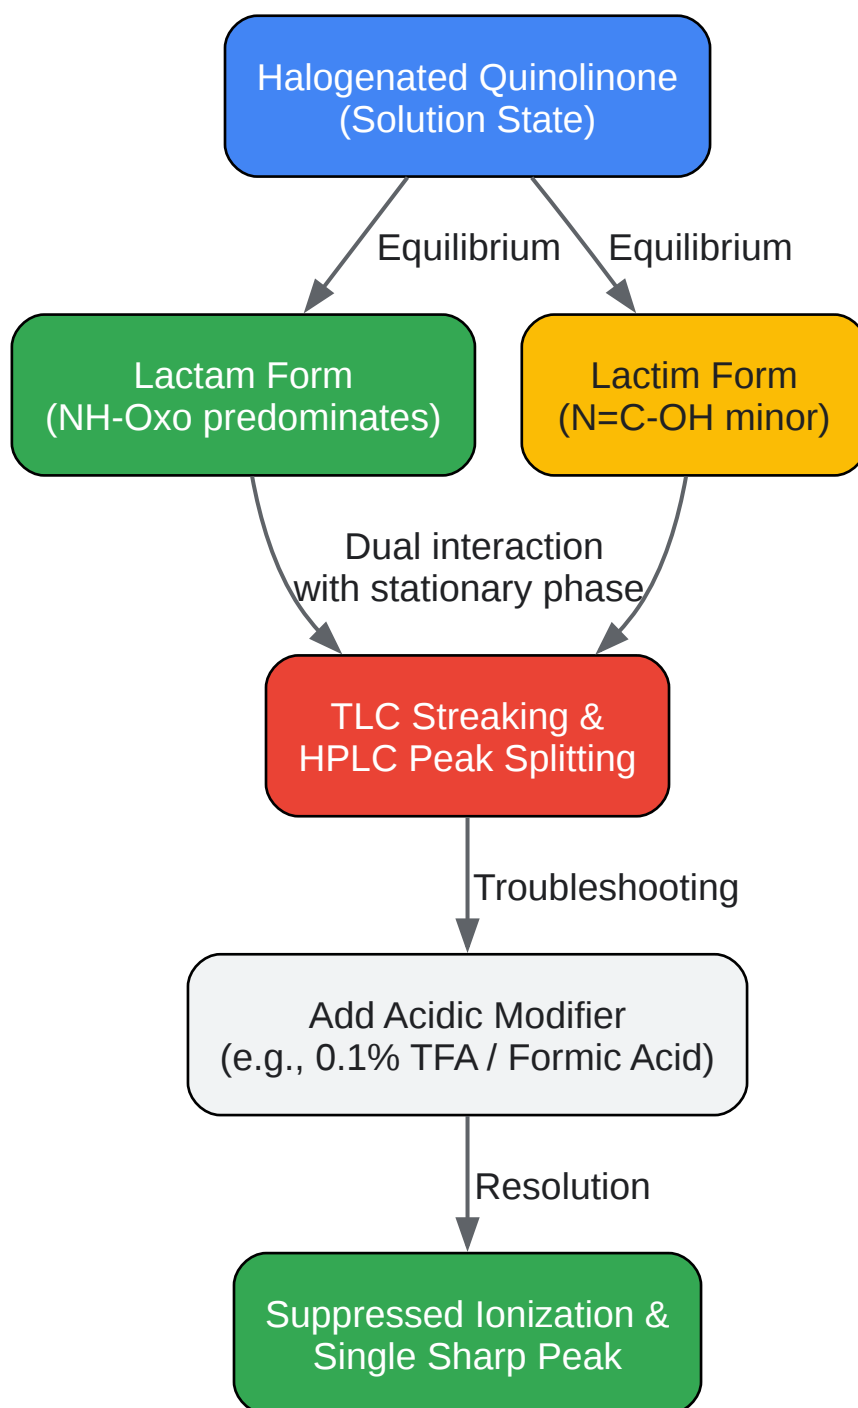 Halogenated Quinolinone
(Solution State)
Equilibrium
Equilibrium
Lactam Form
(NH-Oxo predominates)
Lactim Form
(N=C-OH minor)
Dual interaction
with stationary phase
TLC Streaking &
HPLC Peak Splitting
Troubleshooting
Add Acidic Modifier
(e.g., 0.1% TFA / Formic Acid)
Resolution
Suppressed Ionization &
Single Sharp Peak